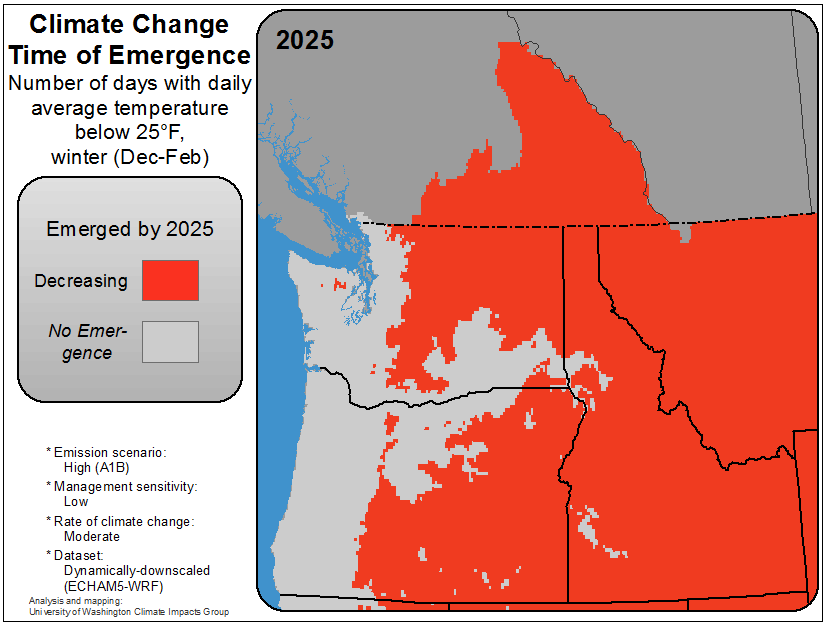 Climate Change
Time of Emergence
Number of days with daily
average temperature
below 25°F,
winter (Dec-Feb)
2025
Emerged by 2025
Decreasing
No Emer-
gence
* Emission scenario:
High (A1B)
* Management sensitivity:
Low
* Rate of climate change:
Moderate
* Dataset:
Dynamically-downscaled
(ECHAM5-WRF)
Analysis and mapping:
University of Washington Climate Impacts Group